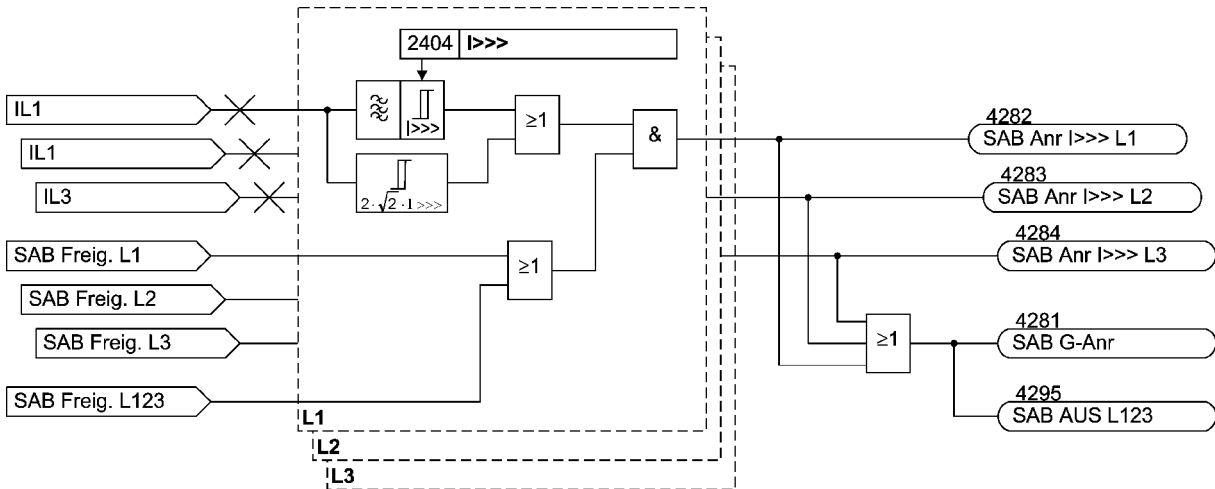 2404 I>>>
IL1
I>>>
≥1
&
4282
SAB Anr I>>> L1
IL1
2·√2·1>>>
4283
SAB Anr I>>> L2
IL3
4284
SAB Anr I>>> L3
SAB Freig. L1
≥1
SAB Freig. L2
SAB Freig. L3
≥1
4281
SAB G-Anr
SAB Freig. L123
4295
SAB AUS L123
L1
L2
L3